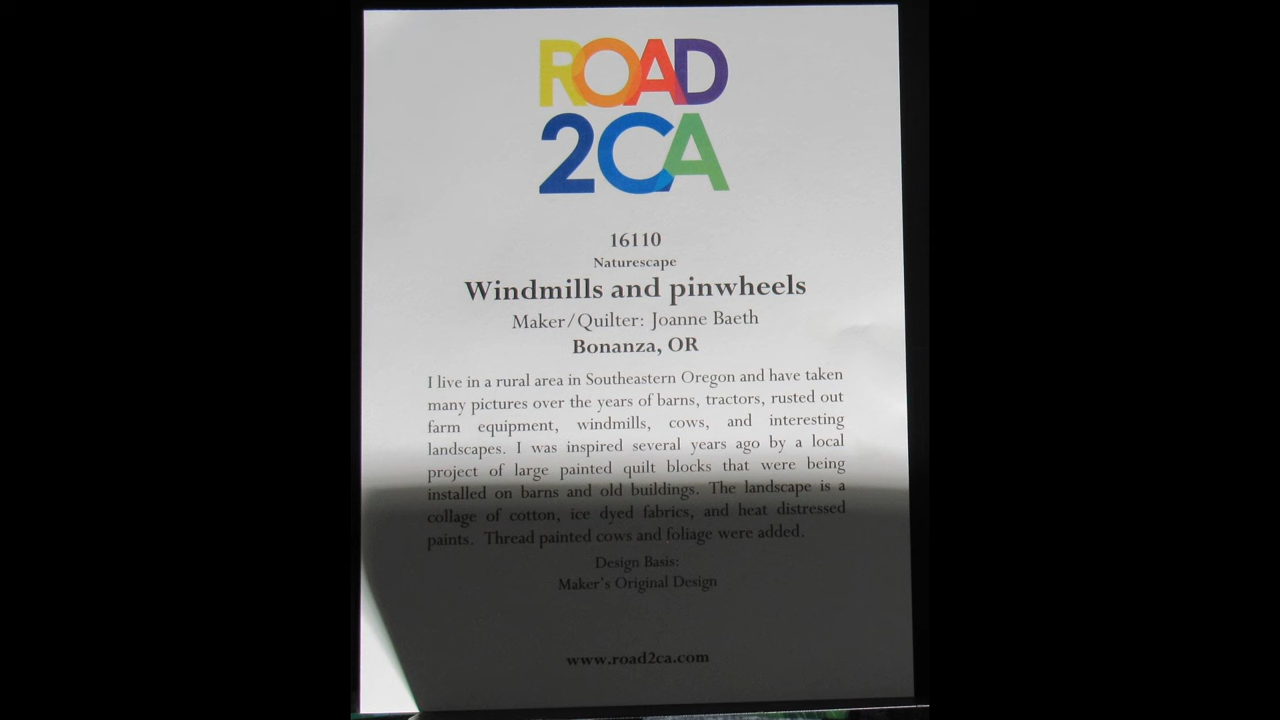 ROAD
2CA
16110
Naturescape
Windmills and pinwheels
Maker/Quilter: Joanne Baeth
Bonanza, OR
I live in a rural area in Southeastern Oregon and have taken
many pictures over the years of barns, tractors, rusted out
farm equipment, windmills, cows, and interesting
landscapes. I was inspired several years ago by a local
project of large painted quilt blocks that were being
installed on barns and old buildings. The landscape is a
collage of cotton, ice dyed fabrics, and heat distressed
paints. Thread painted cows and foliage were added.
Design Basis:
Maker's Original Design
www.road2ca.com